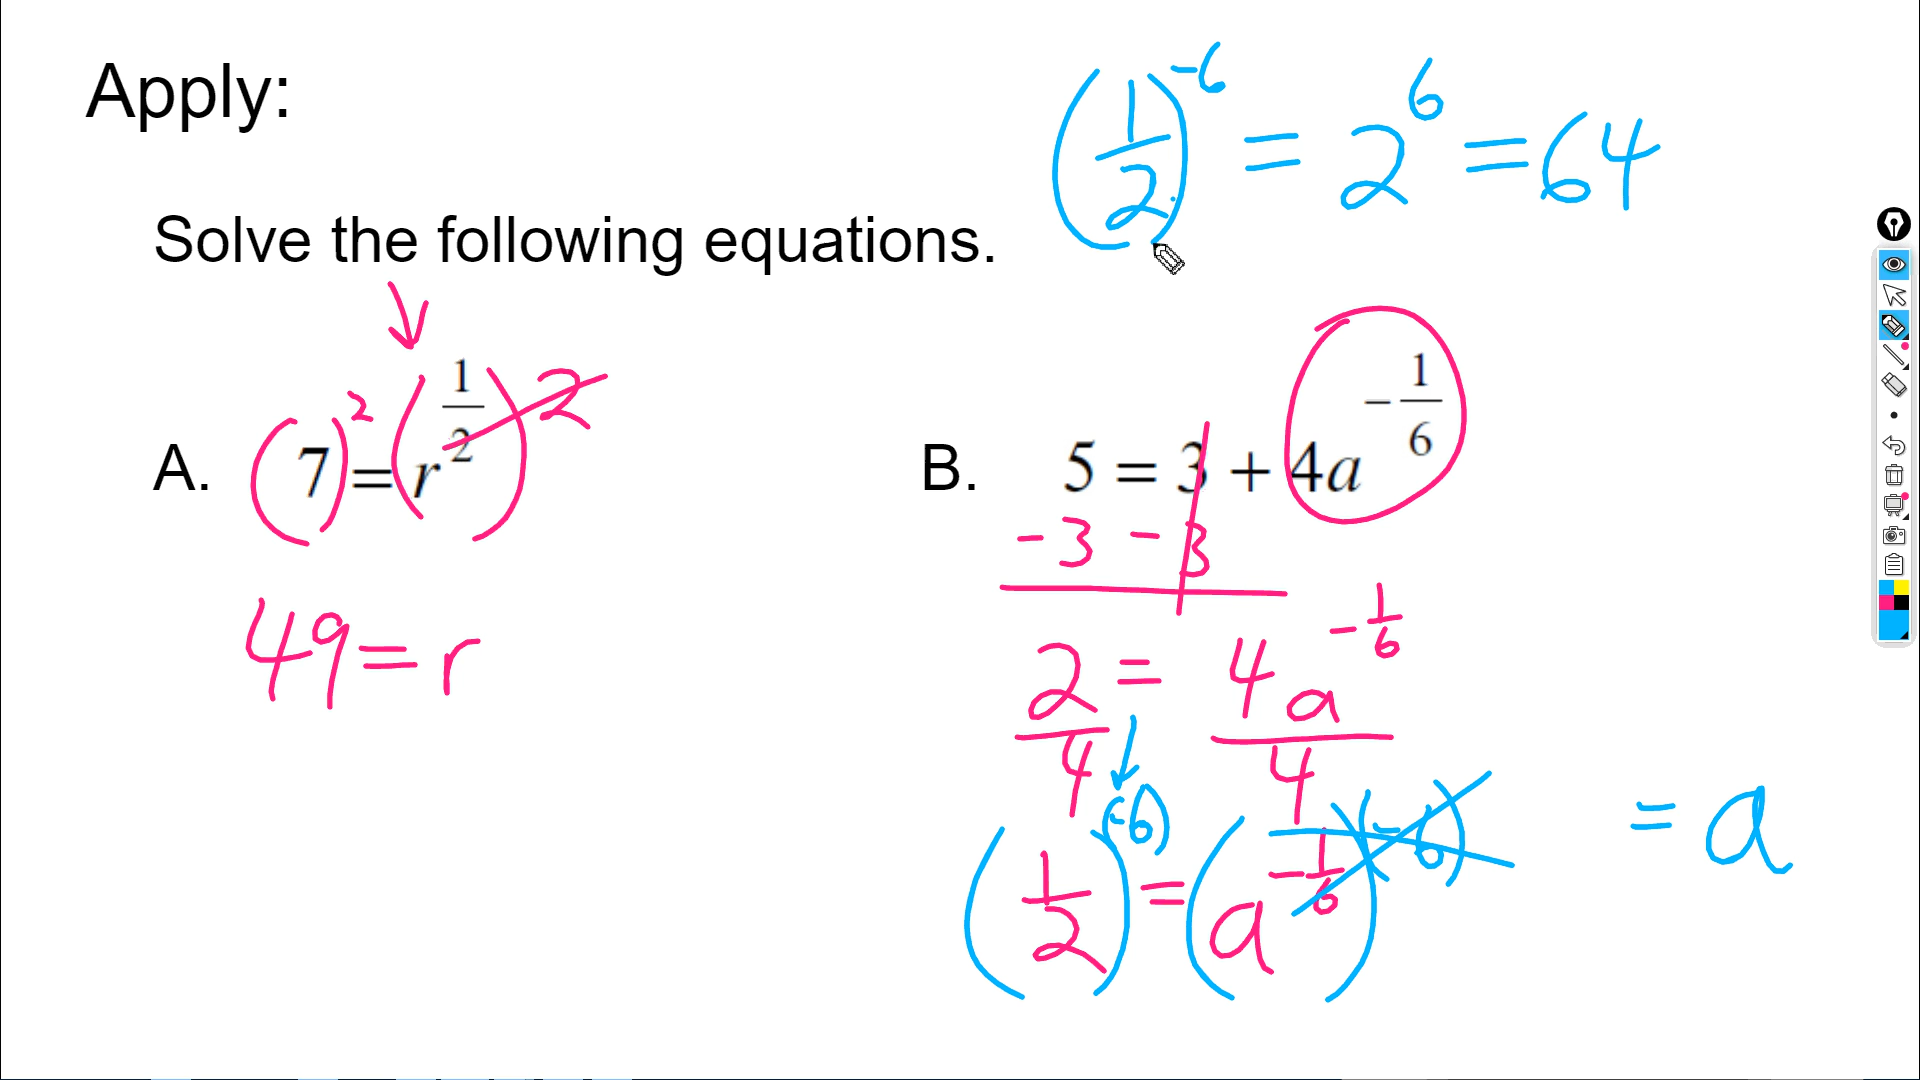 Apply:
(1/2)^-6 = 2^6 = 64
Solve the following equations.
A. (7)^2 = (r^(1/2))^2
49 = r
B. 5 = 3 + 4a^(-1/6)
-3 -3
2/4 = 4a^(-1/6)/4
(1/2)^(-6) = (a^(-1/6))^(-6) = a